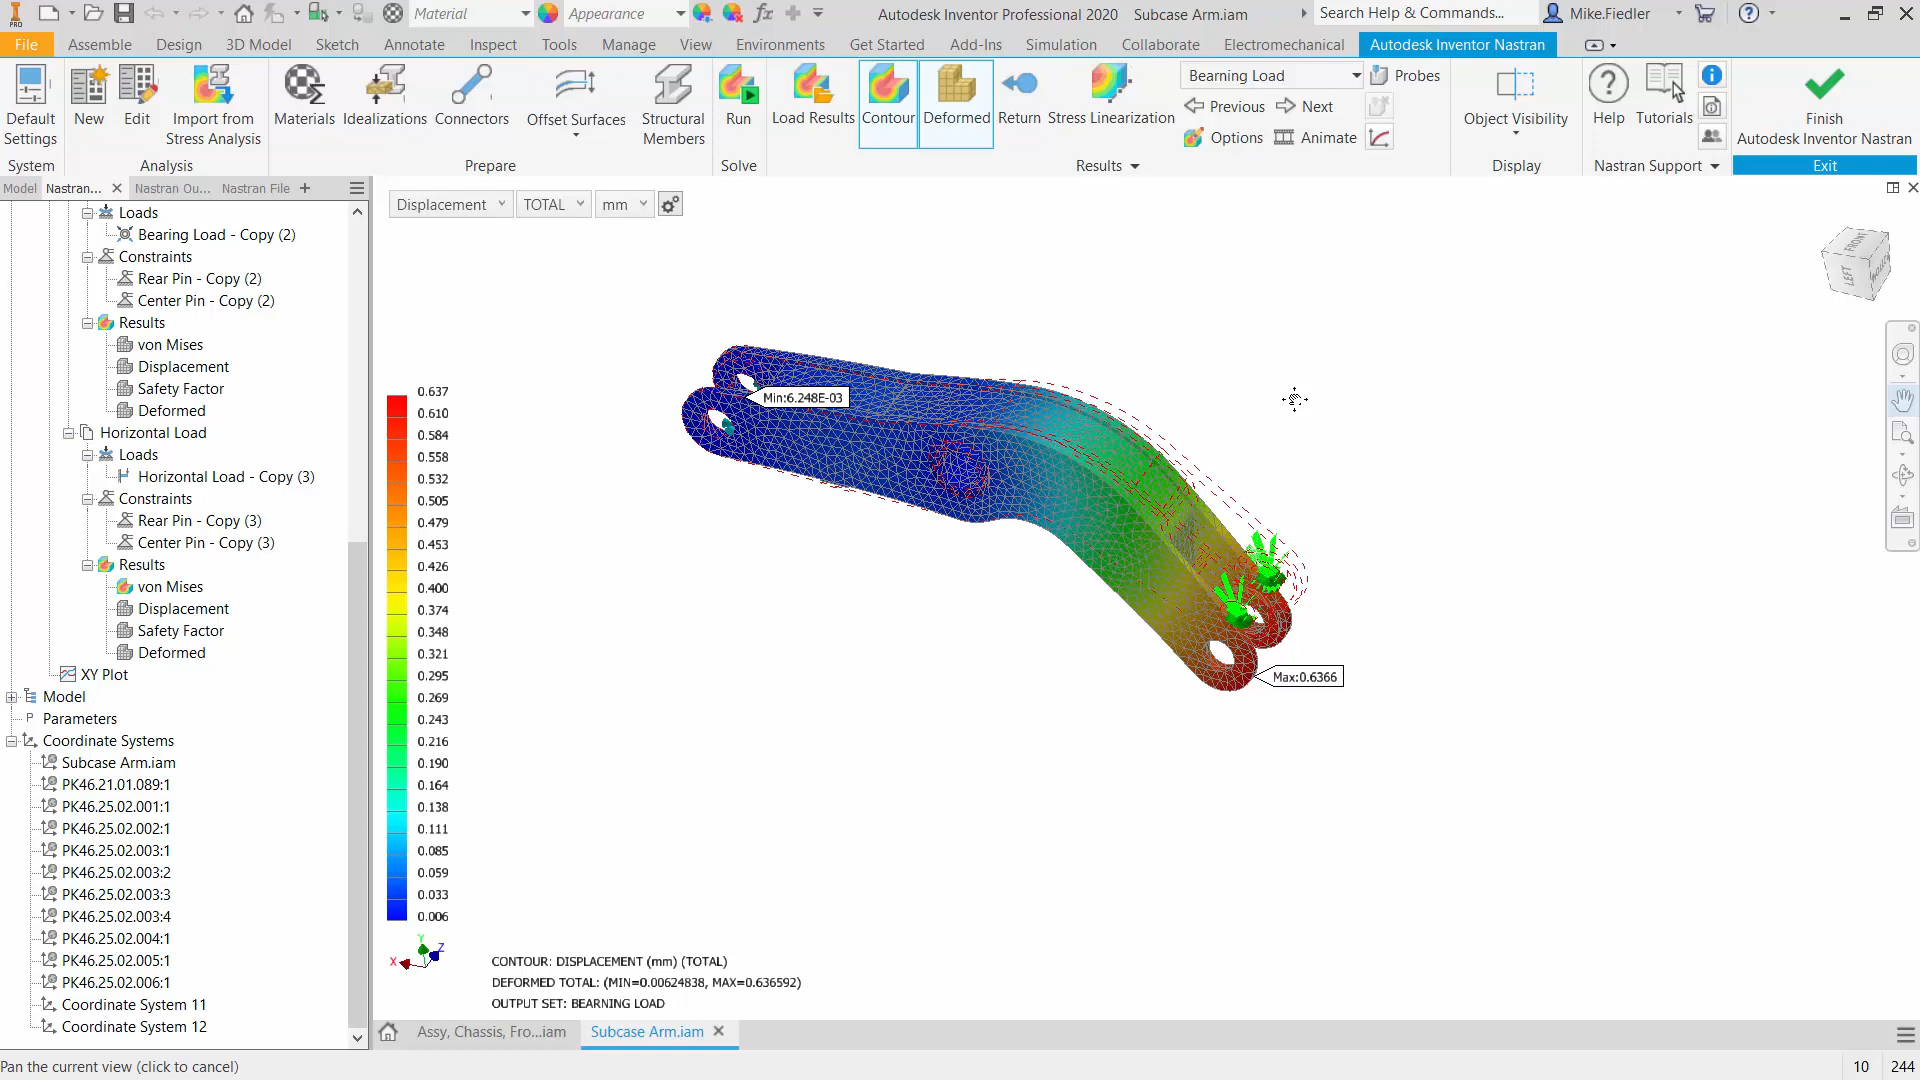 PRO
Material
Appearance
Autodesk Inventor Professional 2020 Subcase Arm.iam
Search Help & Commands...
Mike.Fiedler
File Assemble Design 3D Model Sketch Annotate Inspect Tools Manage View Environments Get Started Add-Ins Simulation Collaborate Electromechanical Autodesk Inventor Nastran
Default Settings
New
Edit
Import from Stress Analysis
Materials
Idealizations
Connectors
Offset Surfaces
Structural Members
Run
Load Results
Contour
Deformed
Return
Stress Linearization
Bearning Load
Probes
Previous
Next
Options
Animate
Object Visibility
Help
Tutorials
Finish
Autodesk Inventor Nastran
System
Analysis
Prepare
Solve
Results
Display
Nastran Support
Exit
Model
Nastran...
Nastran Ou...
Nastran File
Displacement
TOTAL
mm
Loads
Bearing Load - Copy (2)
Constraints
Rear Pin - Copy (2)
Center Pin - Copy (2)
Results
von Mises
Displacement
Safety Factor
Deformed
Horizontal Load
Loads
Horizontal Load - Copy (3)
Constraints
Rear Pin - Copy (3)
Center Pin - Copy (3)
Results
von Mises
Displacement
Safety Factor
Deformed
XY Plot
Model
P Parameters
Coordinate Systems
Subcase Arm.iam
PK46.21.01.089:1
PK46.25.02.001:1
PK46.25.02.002:1
PK46.25.02.003:1
PK46.25.02.003:2
PK46.25.02.003:3
PK46.25.02.003:4
PK46.25.02.004:1
PK46.25.02.005:1
PK46.25.02.006:1
Coordinate System 11
Coordinate System 12
0.637
0.610
0.584
0.558
0.532
0.505
0.479
0.453
0.426
0.400
0.374
0.348
0.321
0.295
0.269
0.243
0.216
0.190
0.164
0.138
0.111
0.085
0.059
0.033
0.006
Min:6.248E-03
Max:0.6366
FRONT
LEFT
Y
Z
X
CONTOUR: DISPLACEMENT (mm) (TOTAL)
DEFORMED TOTAL: (MIN=0.00624838, MAX=0.636592)
OUTPUT SET: BEARNING LOAD
Assy, Chassis, Fro...iam
Subcase Arm.iam
Pan the current view (click to cancel)
10
244